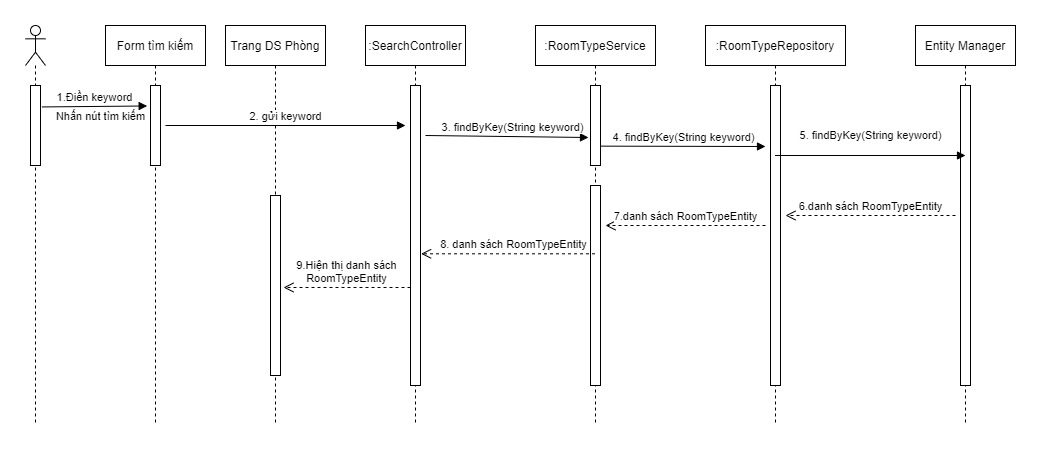 Form tìm kiếm
Trang DS Phòng
:SearchController
:RoomTypeService
:RoomTypeRepository
Entity Manager
1.Điền keyword
Nhấn nút tìm kiếm
2. gửi keyword
3. findByKey(String keyword)
4. findByKey(String keyword)
5. findByKey(String keyword)
6.danh sách RoomTypeEntity
7.danh sách RoomTypeEntity
8. danh sách RoomTypeEntity
9.Hiện thị danh sách
RoomTypeEntity